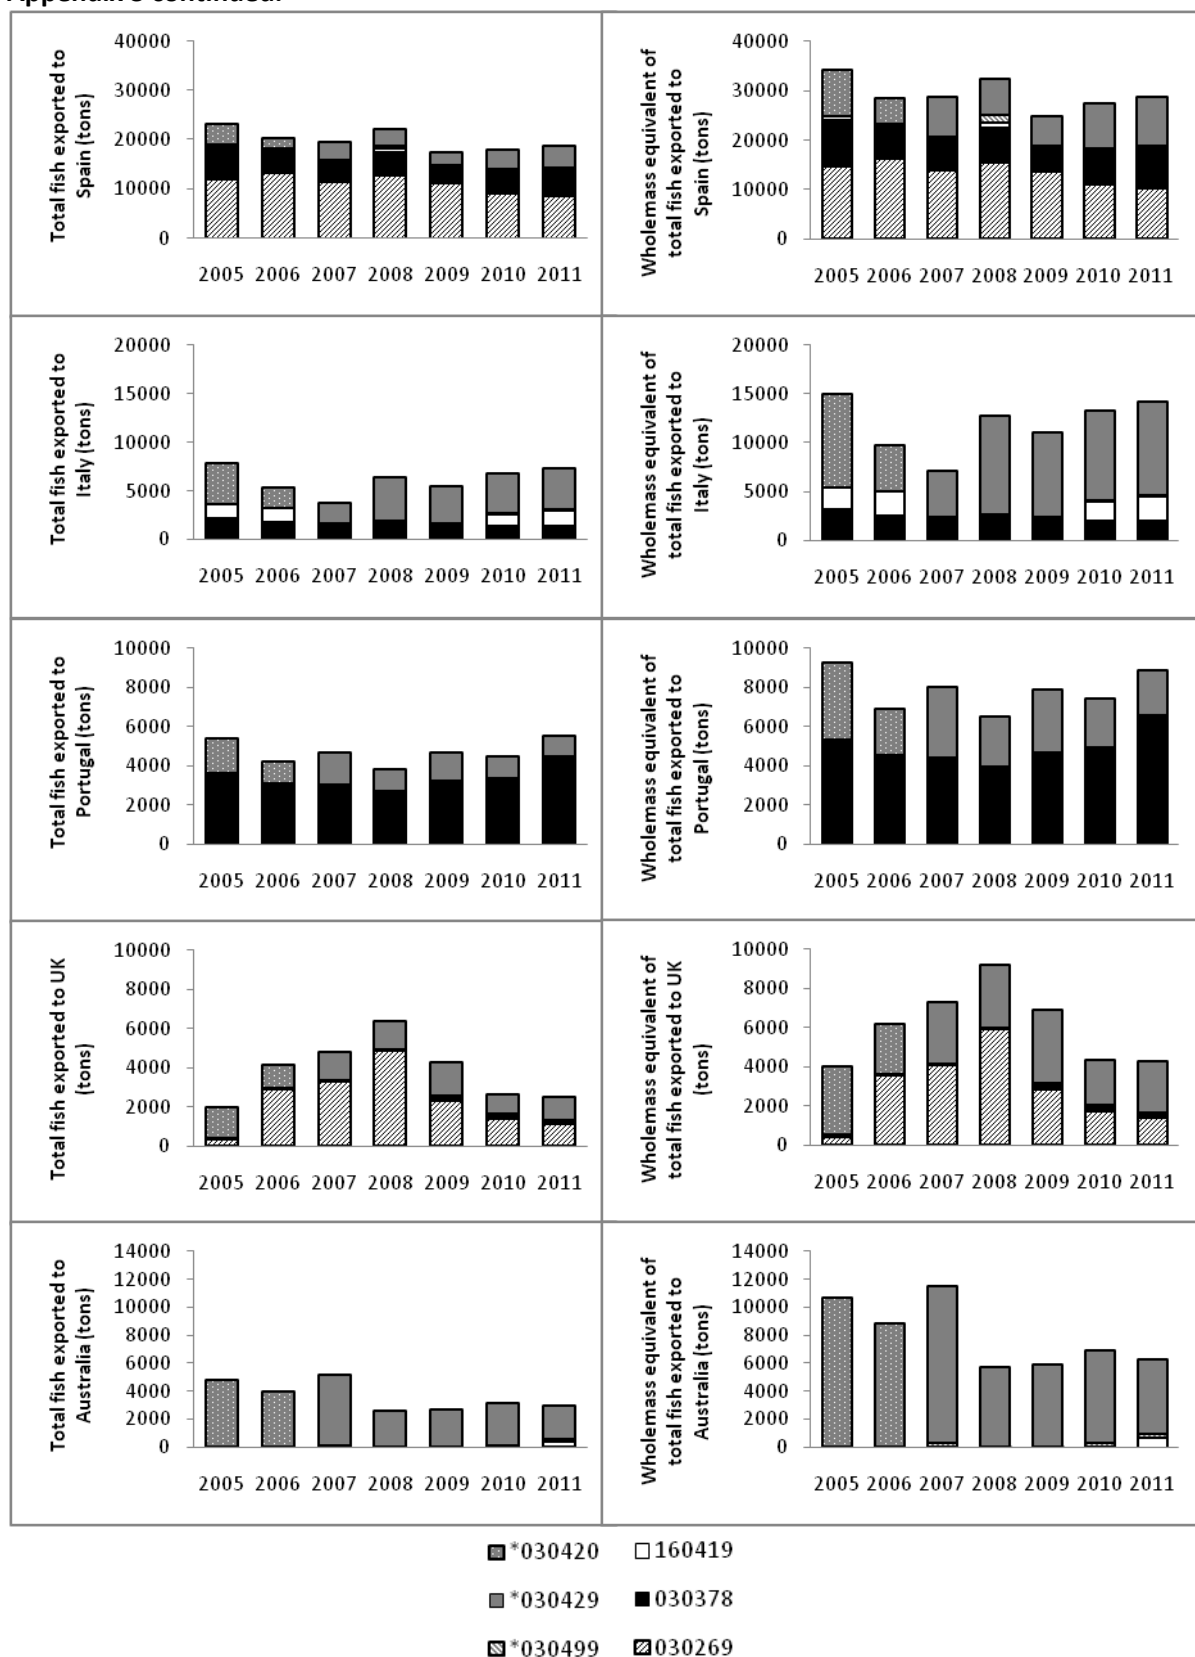 Appendix 3 continued.
Total fish exported to
Spain (tons)
40000
30000
20000
10000
0
2005 2006 2007 2008 2009 2010 2011
Wholemass equivalent of
total fish exported to
Spain (tons)
40000
30000
20000
10000
0
2005 2006 2007 2008 2009 2010 2011
Total fish exported to
Italy (tons)
20000
15000
10000
5000
0
2005 2006 2007 2008 2009 2010 2011
Wholemass equivalent of
total fish exported to
Italy (tons)
20000
15000
10000
5000
0
2005 2006 2007 2008 2009 2010 2011
Total fish exported to
Portugal (tons)
10000
8000
6000
4000
2000
0
2005 2006 2007 2008 2009 2010 2011
Wholemass equivalent of
total fish exported to
Portugal (tons)
10000
8000
6000
4000
2000
0
2005 2006 2007 2008 2009 2010 2011
Total fish exported to UK
(tons)
10000
8000
6000
4000
2000
0
2005 2006 2007 2008 2009 2010 2011
Wholemass equivalent of
total fish exported to UK
(tons)
10000
8000
6000
4000
2000
0
2005 2006 2007 2008 2009 2010 2011
Total fish exported to
Australia (tons)
14000
12000
10000
8000
6000
4000
2000
0
2005 2006 2007 2008 2009 2010 2011
Wholemass equivalent of
total fish exported to
Australia (tons)
14000
12000
10000
8000
6000
4000
2000
0
2005 2006 2007 2008 2009 2010 2011
*030420 160419
*030429 030378
*030499 030269